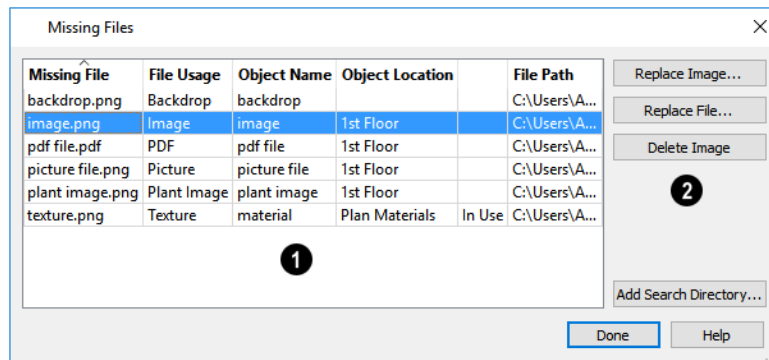 Missing Files
Missing File File Usage Object Name Object Location File Path
backdrop.png Backdrop backdrop C:\Users\A...
image.png Image image 1st Floor C:\Users\A...
pdf file.pdf PDF pdf file 1st Floor C:\Users\A...
picture file.png Picture picture file 1st Floor C:\Users\A...
plant image.png Plant Image plant image 1st Floor C:\Users\A...
texture.png Texture material Plan Materials In Use C:\Users\A...
1
Replace Image...
Replace File...
Delete Image
2
Add Search Directory...
Done Help